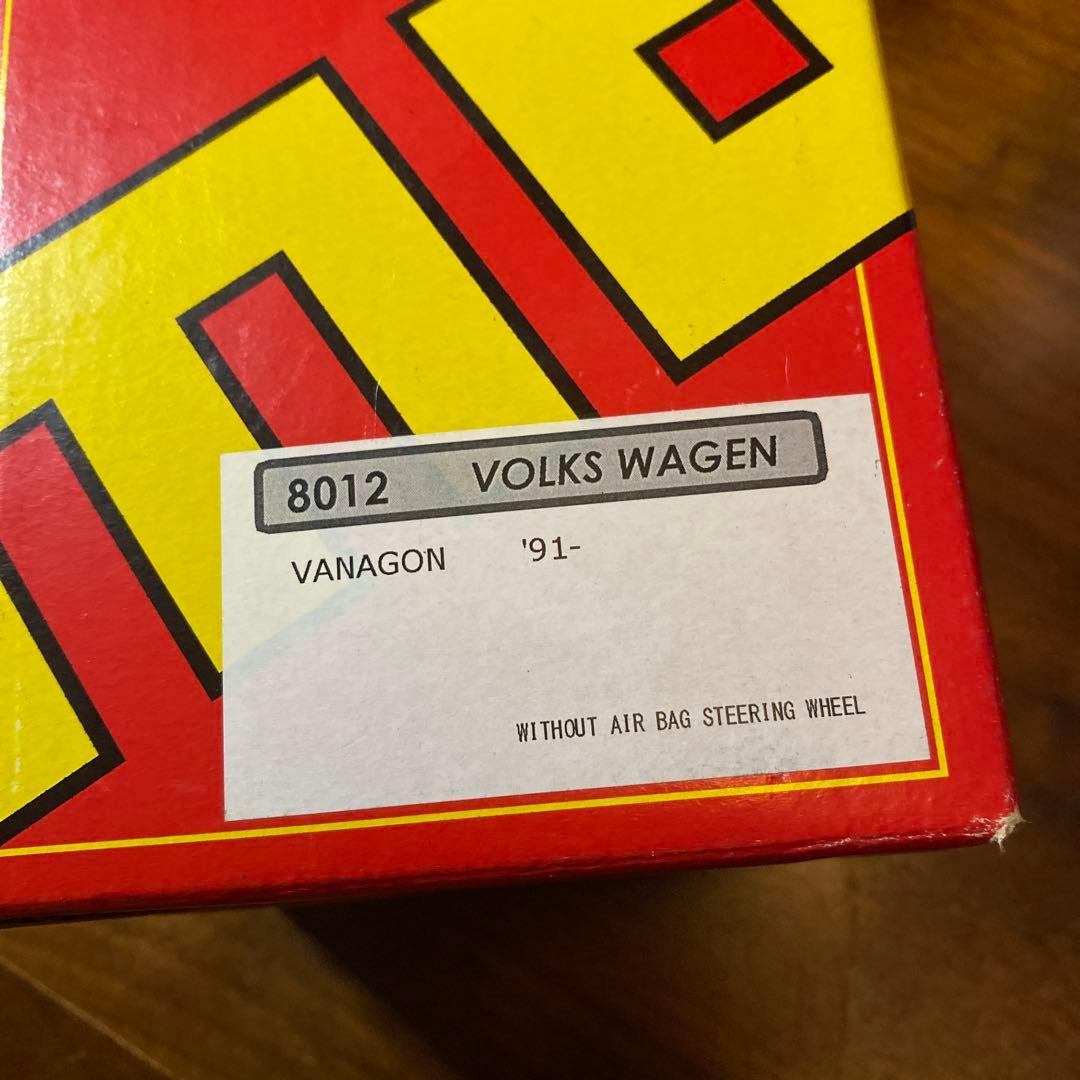 8012 VOLKS WAGEN
VANAGON '91-
WITHOUT AIR BAG STEERING WHEEL